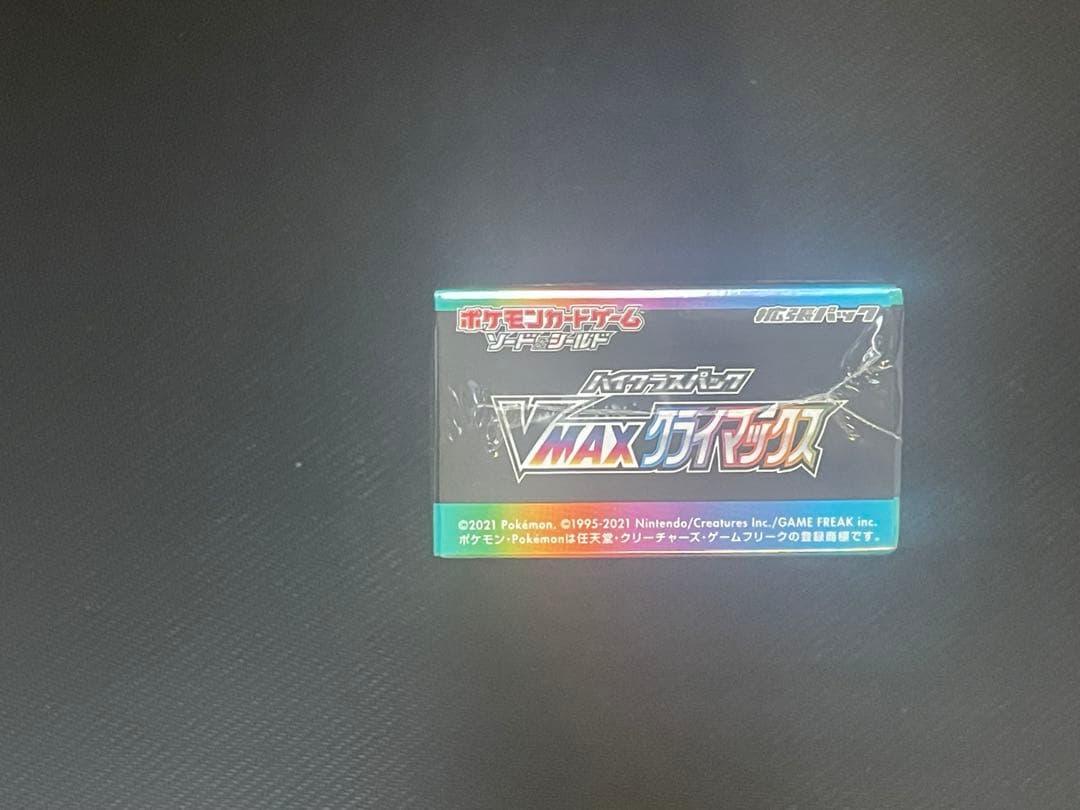 ポケモンカードゲーム
ソード&シールド
拡張パック
ハイクラスパック
VMAXクライマックス
©2021 Pokémon. ©1995-2021 Nintendo/Creatures Inc./GAME FREAK inc.
ポケモン・Pokémonは任天堂・クリーチャーズ・ゲームフリークの登録商標です。